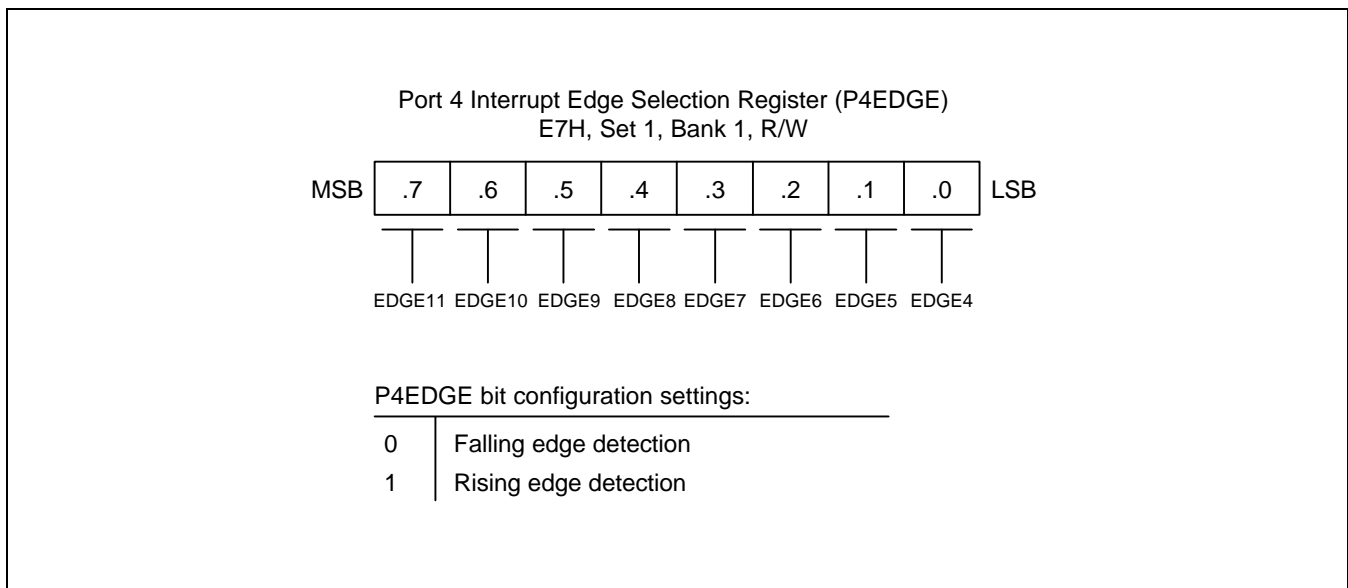 Port 4 Interrupt Edge Selection Register (P4EDGE)
E7H, Set 1, Bank 1, R/W
MSB .7 .6 .5 .4 .3 .2 .1 .0 LSB
EDGE11 EDGE10 EDGE9 EDGE8 EDGE7 EDGE6 EDGE5 EDGE4
P4EDGE bit configuration settings:
0 Falling edge detection
1 Rising edge detection